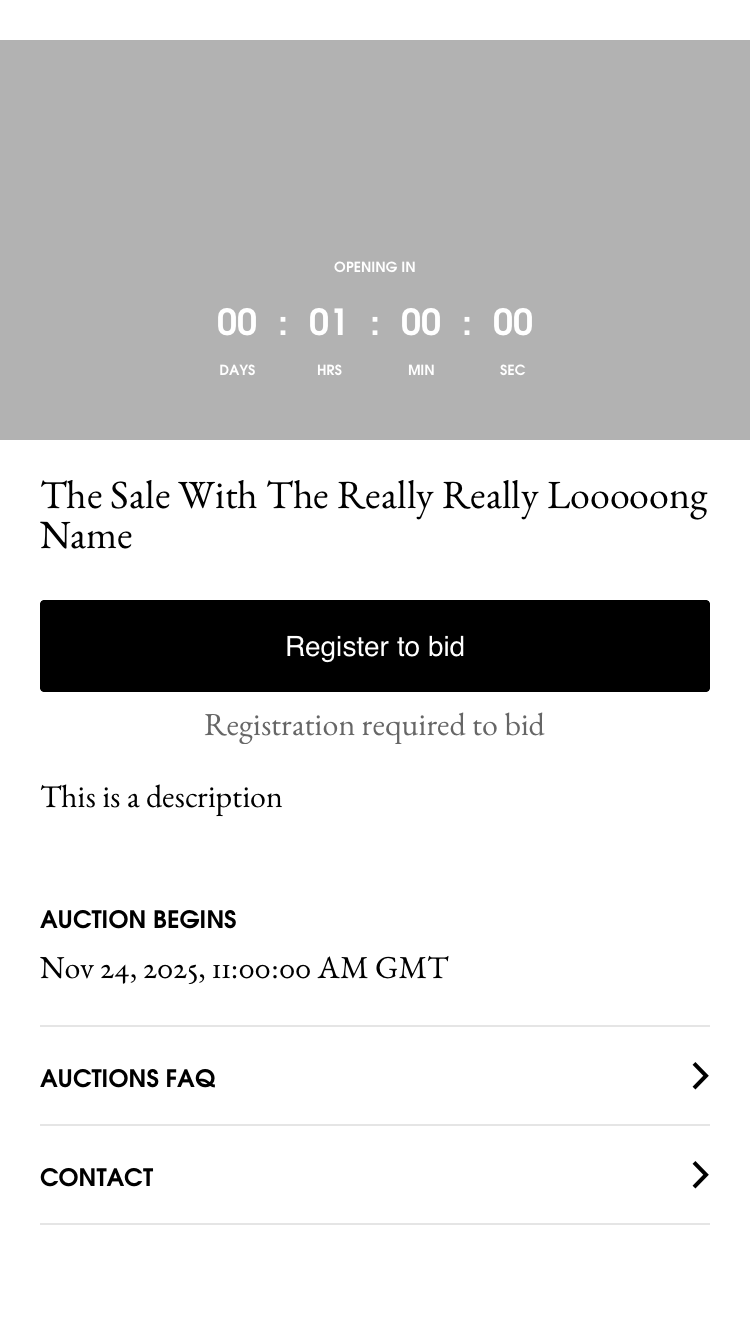 OPENING IN
00 : 01 : 00 : 00
DAYS HRS MIN SEC
The Sale With The Really Really Looooong
Name
Register to bid
Registration required to bid
This is a description
AUCTION BEGINS
Nov 24, 2025, 11:00:00 AM GMT
AUCTIONS FAQ
CONTACT